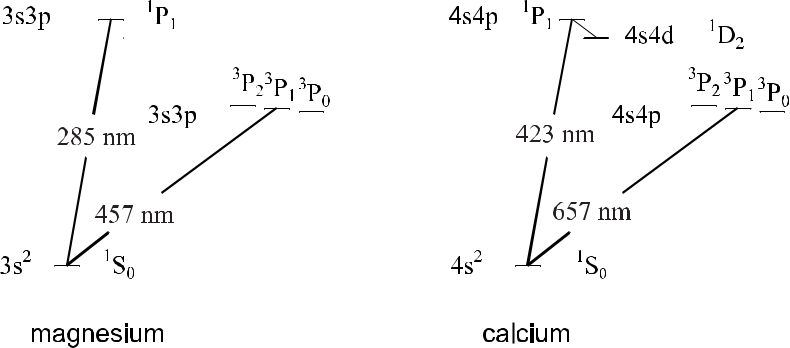 3s3p ¹P₁
³P₂ ³P₁ ³P₀
3s3p
285 nm
457 nm
3s² ¹S₀
magnesium
4s4p ¹P₁
4s4d ¹D₂
³P₂ ³P₁ ³P₀
4s4p
423 nm
657 nm
4s² ¹S₀
calcium